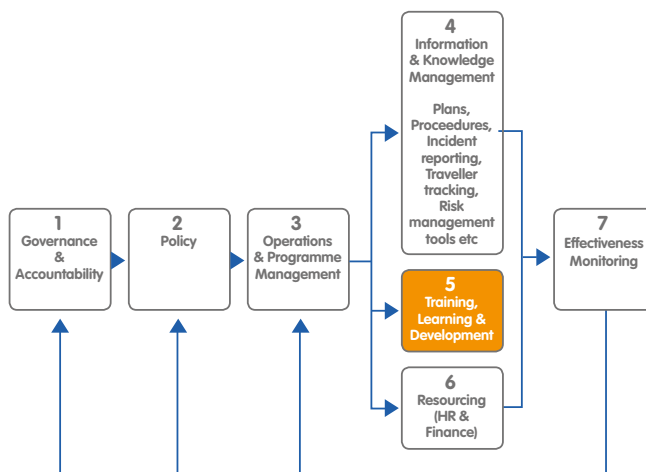 1
Governance
&
Accountability
2
Policy
3
Operations
& Programme
Management
4
Information
& Knowledge
Management
Plans,
Proceedures,
Incident
reporting,
Traveller
tracking,
Risk
management
tools etc
5
Training,
Learning &
Development
6
Resourcing
(HR &
Finance)
7
Effectiveness
Monitoring